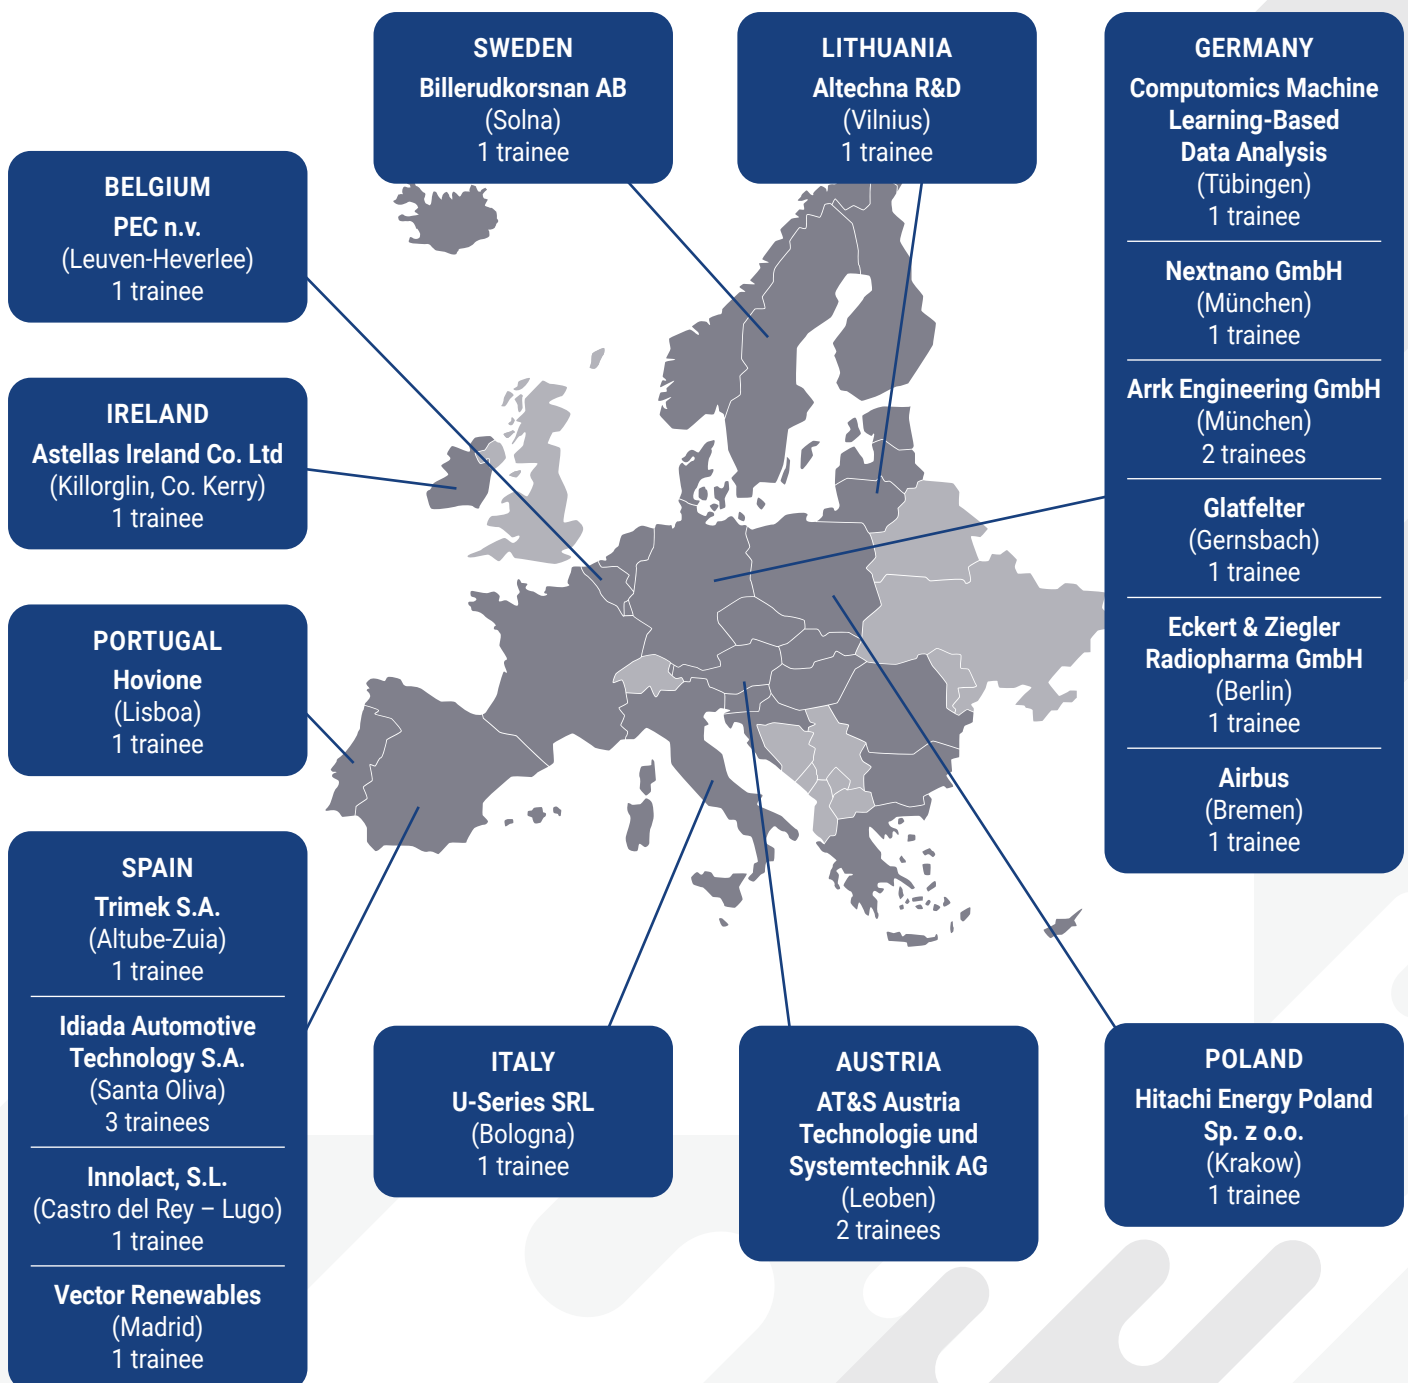 SWEDEN
Billerudkorsnan AB
(Solna)
1 trainee
LITHUANIA
Altechna R&D
(Vilnius)
1 trainee
GERMANY
Computomics Machine
Learning-Based
Data Analysis
(Tübingen)
1 trainee
Nextnano GmbH
(München)
1 trainee
Arrk Engineering GmbH
(München)
2 trainees
Glatfelter
(Gernsbach)
1 trainee
Eckert & Ziegler
Radiopharma GmbH
(Berlin)
1 trainee
Airbus
(Bremen)
1 trainee
BELGIUM
PEC n.v.
(Leuven-Heverlee)
1 trainee
IRELAND
Astellas Ireland Co. Ltd
(Killorglin, Co. Kerry)
1 trainee
PORTUGAL
Hovione
(Lisboa)
1 trainee
SPAIN
Trimek S.A.
(Altube-Zuia)
1 trainee
Idiada Automotive
Technology S.A.
(Santa Oliva)
3 trainees
Innolact, S.L.
(Castro del Rey – Lugo)
1 trainee
Vector Renewables
(Madrid)
1 trainee
ITALY
U-Series SRL
(Bologna)
1 trainee
AUSTRIA
AT&S Austria
Technologie und
Systemtechnik AG
(Leoben)
2 trainees
POLAND
Hitachi Energy Poland
Sp. z o.o.
(Krakow)
1 trainee